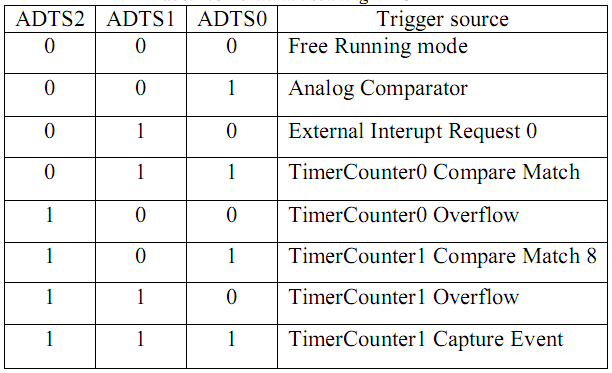 ADTS2 ADTS1 ADTS0 Trigger source
0 0 0 Free Running mode
0 0 1 Analog Comparator
0 1 0 External Interupt Request 0
0 1 1 TimerCounter0 Compare Match
1 0 0 TimerCounter0 Overflow
1 0 1 TimerCounter1 Compare Match 8
1 1 0 TimerCounter1 Overflow
1 1 1 TimerCounter1 Capture Event